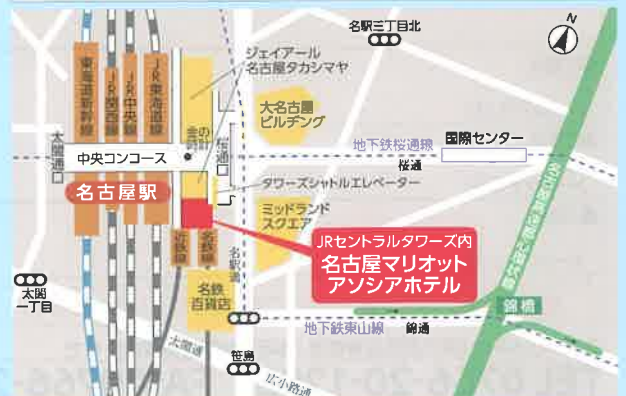 名駅三丁目北
N
ジェイアール
名古屋タカシマヤ
東海道新幹線
JR関西線
JR中央線
JR東海道線
大名古屋
ビルヂング
金の時計
太閤通口
中央コンコース
桜通口
地下鉄桜通線
国際センター
桜通
名古屋駅
タワーズシャトルエレベーター
ミッドランド
スクエア
JRセントラルタワーズ内
名古屋マリオット
アソシアホテル
近鉄線
名鉄線
名駅通
太閤
一丁目
名鉄
百貨店
錦橋
地下鉄東山線
錦通
太閤通
笹島
広小路通